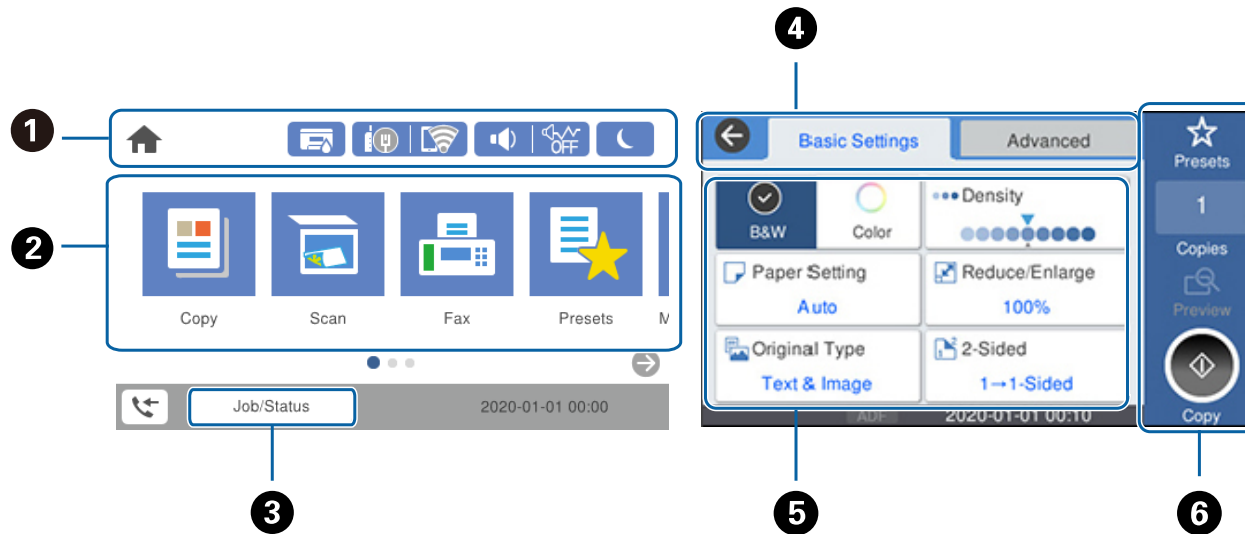 4
1
OFF
Basic Settings
Advanced
Presets
1
Copies
Preview
Copy
2
Copy
Scan
Fax
Presets
M
B&W
Color
Density
Paper Setting
Auto
Reduce/Enlarge
100%
Original Type
Text & Image
2-Sided
1→1-Sided
Job/Status
2020-01-01 00:00
ADF
2020-01-01 00:10
3
5
6